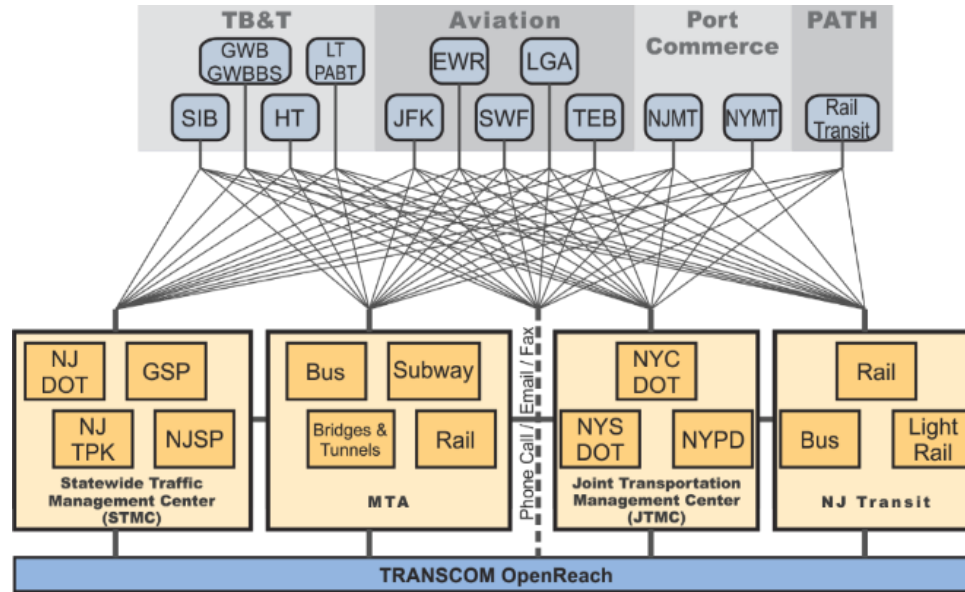 TB&T
Aviation
Port
Commerce
PATH
GWB
GWBBS
LT
PABT
EWR
LGA
SIB
HT
JFK
SWF
TEB
NJMT
NYMT
Rail
Transit
NJ
DOT
GSP
NJ
TPK
NJSP
Statewide Traffic
Management Center
(STMC)
Bus
Subway
Bridges &
Tunnels
Rail
MTA
Phone Call / Email / Fax
NYC
DOT
NYS
DOT
NYPD
Joint Transportation
Management Center
(JTMC)
Rail
Bus
Light
Rail
NJ Transit
TRANSCOM OpenReach